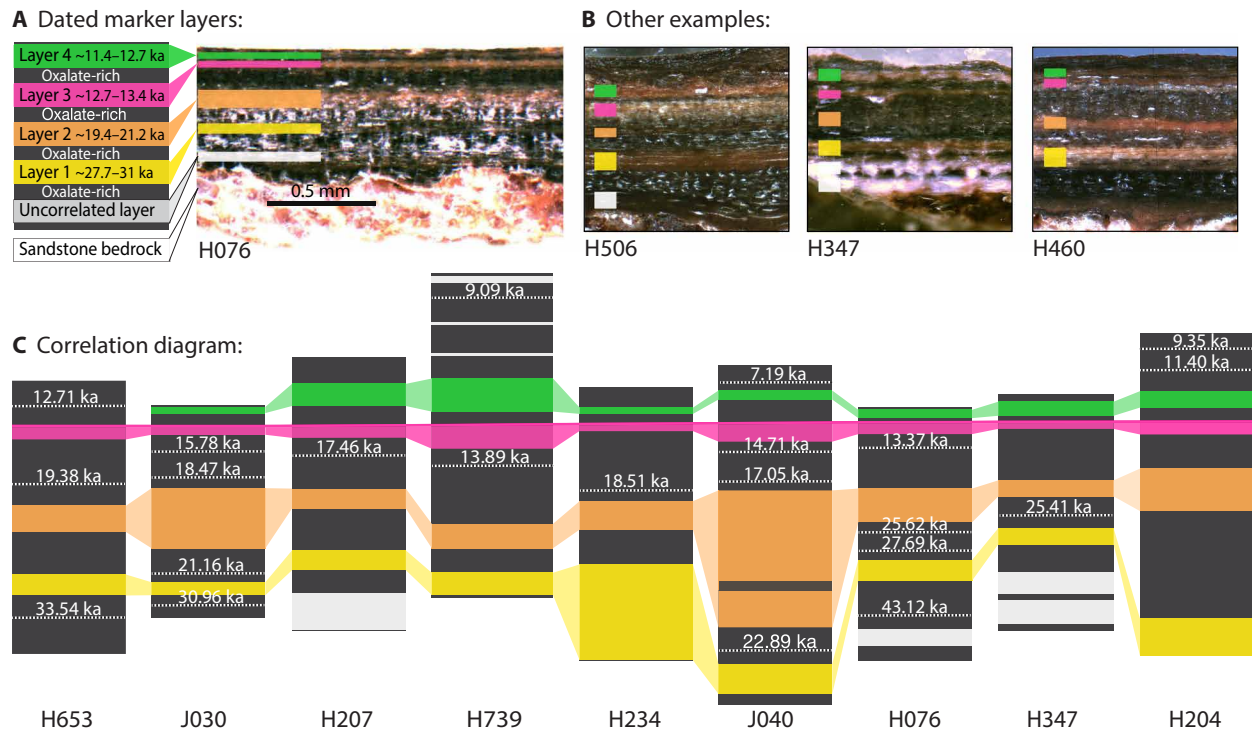 A Dated marker layers:
Layer 4 ~11.4–12.7 ka
Oxalate-rich
Layer 3 ~12.7–13.4 ka
Oxalate-rich
Layer 2 ~19.4–21.2 ka
Oxalate-rich
Layer 1 ~27.7–31 ka
Oxalate-rich
Uncorrelated layer
Sandstone bedrock
0.5 mm
H076
B Other examples:
H506
H347
H460
C Correlation diagram:
12.71 ka
19.38 ka
33.54 ka
H653
15.78 ka
18.47 ka
21.16 ka
30.96 ka
J030
17.46 ka
H207
9.09 ka
13.89 ka
H739
18.51 ka
H234
7.19 ka
14.71 ka
17.05 ka
22.89 ka
J040
13.37 ka
25.62 ka
27.69 ka
43.12 ka
H076
25.41 ka
H347
9.35 ka
11.40 ka
H204